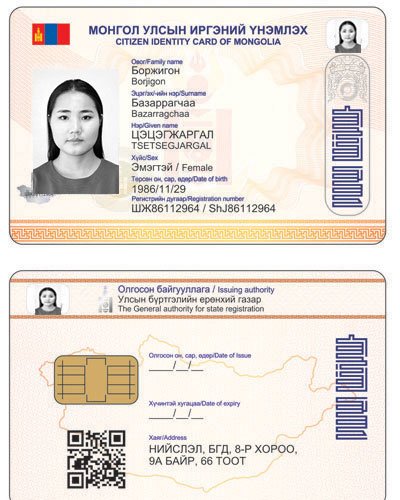 МОНГОЛ УЛСЫН ИРГЭНИЙ ҮНЭМЛЭХ
CITIZEN IDENTITY CARD OF MONGOLIA
Овог/Family name
Боржигон
Borjigon
Эцэг/эх/-ийн нэр/Surname
Базаррагчаа
Bazarragchaa
Нэр/Given name
ЦЭЦЭГЖАРГАЛ
TSETSEGJARGAL
Хүйс/Sex
Эмэгтэй / Female
Төрсөн он, сар, өдөр/Date of birth
1986/11/29
Регистрийн дугаар/Registration number
ШЖ86112964 / ShJ86112964
Олгосон байгууллага / Issuing authority
Улсын бүртгэлийн ерөнхий газар
The General authority for state registration
Олгосон он, сар, өдөр/Date of Issue
____/__/__
Хүчинтэй хугацаа/Date of expiry
____/__/__
Хаяг/Address
НИЙСЛЭЛ, БГД, 8-Р ХОРОО,
9А БАЙР, 66 ТООТ